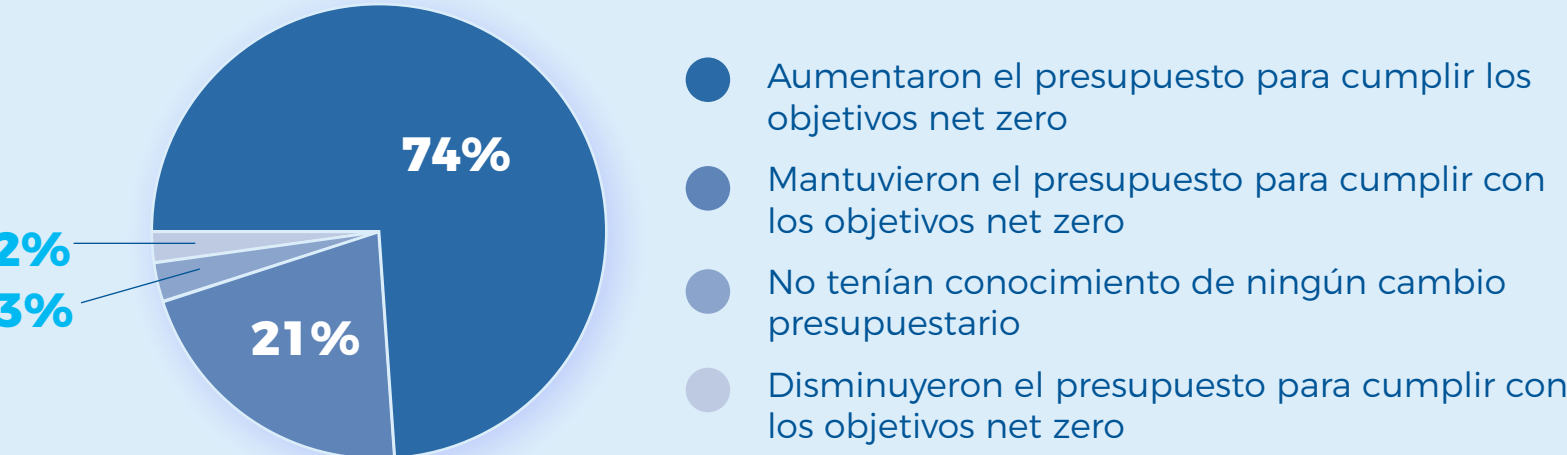 74%
2%
3%
21%
Aumentaron el presupuesto para cumplir los
objetivos net zero
Mantuvieron el presupuesto para cumplir con
los objetivos net zero
No tenían conocimiento de ningún cambio
presupuestario
Disminuyeron el presupuesto para cumplir con
los objetivos net zero